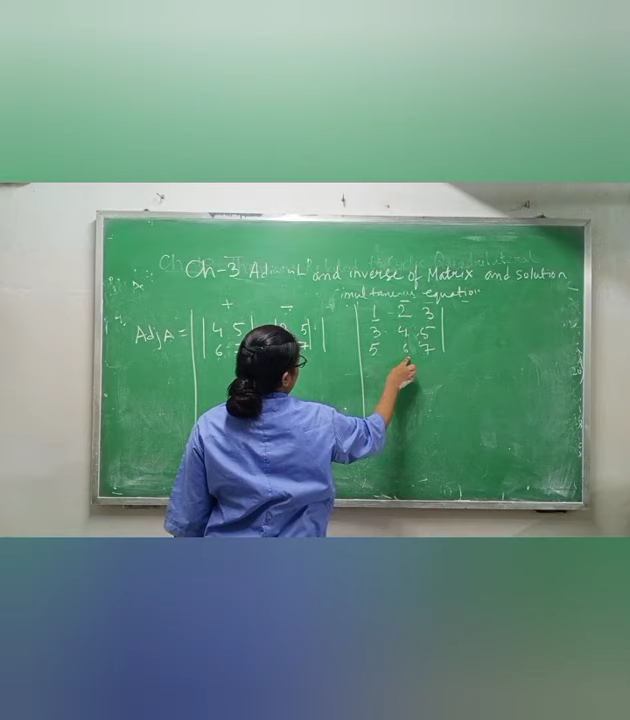 Ch-3 Adjoint and inverse of Matrix and solution
simultaneous equation
+ −
Adj A = 4 5 5
6 7
1 2 3
3 4 5
5 6 7